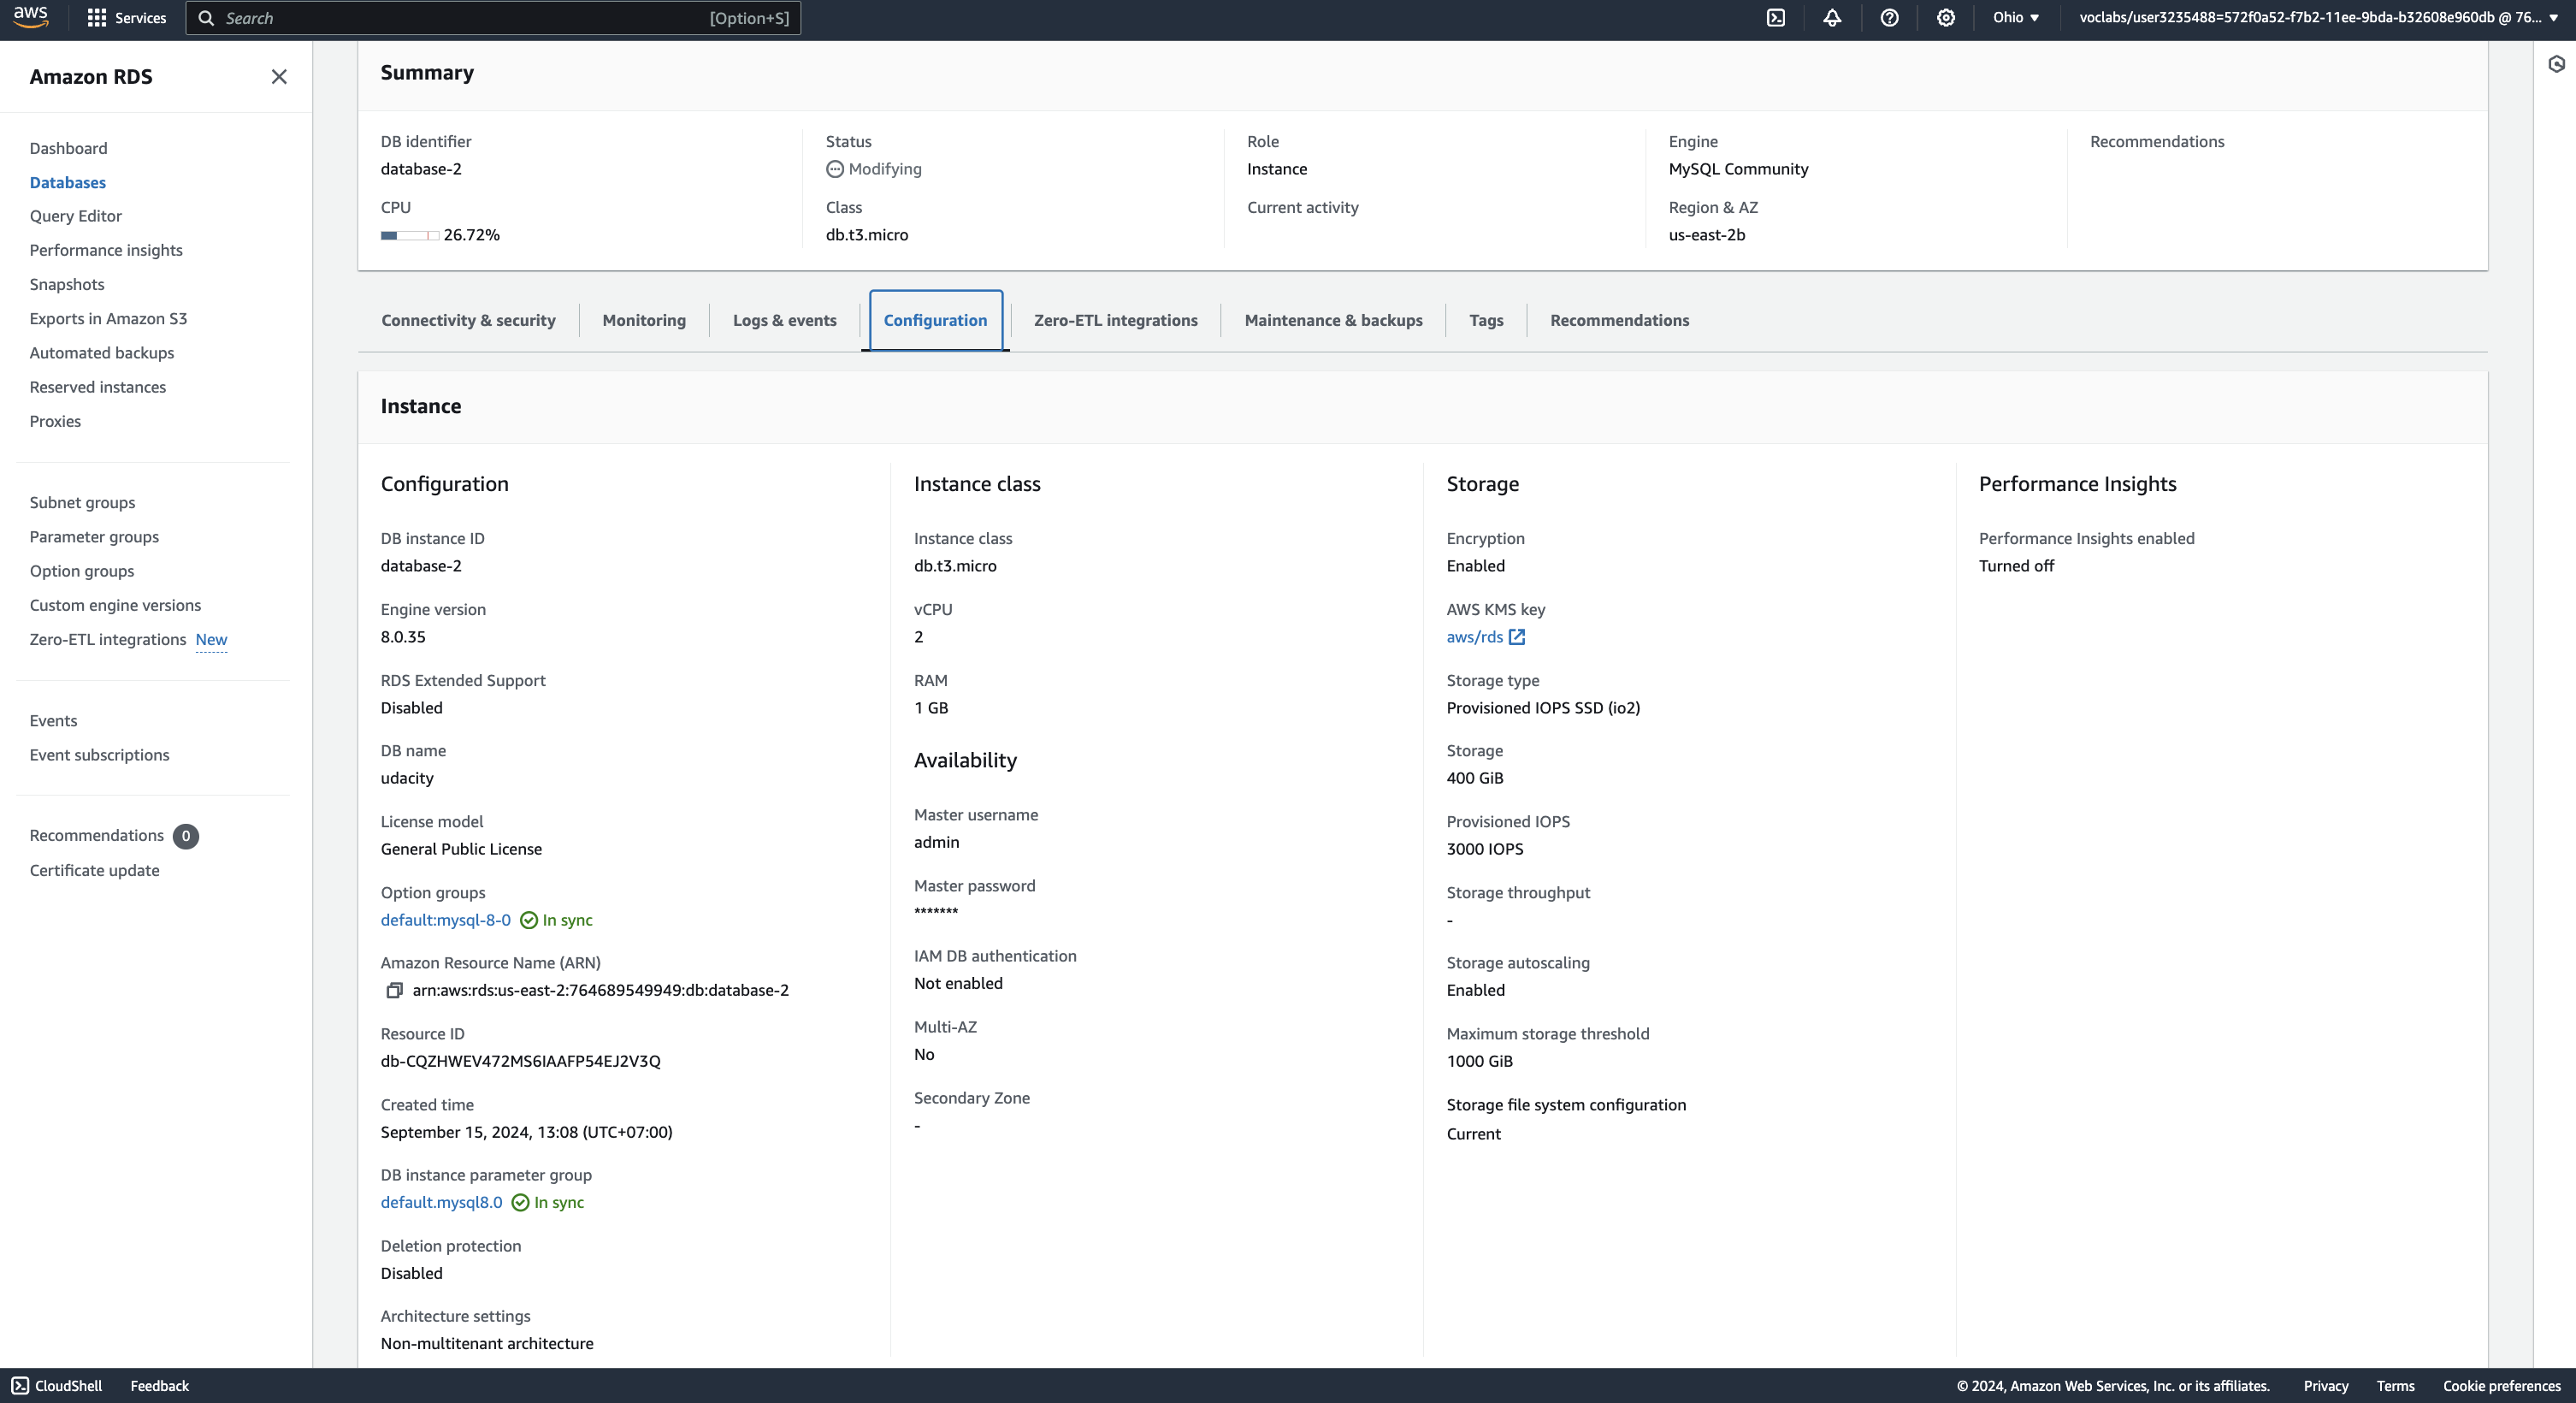 aws
Services
Search
[Option+S]
Ohio
voclabs/user3235488=572f0a52-f7b2-11ee-9bda-b32608e960db @ 76...
Amazon RDS
Dashboard
Databases
Query Editor
Performance insights
Snapshots
Exports in Amazon S3
Automated backups
Reserved instances
Proxies
Subnet groups
Parameter groups
Option groups
Custom engine versions
Zero-ETL integrations New
Events
Event subscriptions
Recommendations 0
Certificate update
Summary
DB identifier
database-2
CPU
26.72%
Status
Modifying
Class
db.t3.micro
Role
Instance
Current activity
Engine
MySQL Community
Region & AZ
us-east-2b
Recommendations
Connectivity & security
Monitoring
Logs & events
Configuration
Zero-ETL integrations
Maintenance & backups
Tags
Recommendations
Instance
Configuration
DB instance ID
database-2
Engine version
8.0.35
RDS Extended Support
Disabled
DB name
udacity
License model
General Public License
Option groups
default:mysql-8-0 In sync
Amazon Resource Name (ARN)
arn:aws:rds:us-east-2:764689549949:db:database-2
Resource ID
db-CQZHWEV472MS6IAAFP54EJ2V3Q
Created time
September 15, 2024, 13:08 (UTC+07:00)
DB instance parameter group
default.mysql8.0 In sync
Deletion protection
Disabled
Architecture settings
Non-multitenant architecture
Instance class
Instance class
db.t3.micro
vCPU
2
RAM
1 GB
Availability
Master username
admin
Master password
*******
IAM DB authentication
Not enabled
Multi-AZ
No
Secondary Zone
-
Storage
Encryption
Enabled
AWS KMS key
aws/rds
Storage type
Provisioned IOPS SSD (io2)
Storage
400 GiB
Provisioned IOPS
3000 IOPS
Storage throughput
-
Storage autoscaling
Enabled
Maximum storage threshold
1000 GiB
Storage file system configuration
Current
Performance Insights
Performance Insights enabled
Turned off
CloudShell
Feedback
© 2024, Amazon Web Services, Inc. or its affiliates.
Privacy
Terms
Cookie preferences